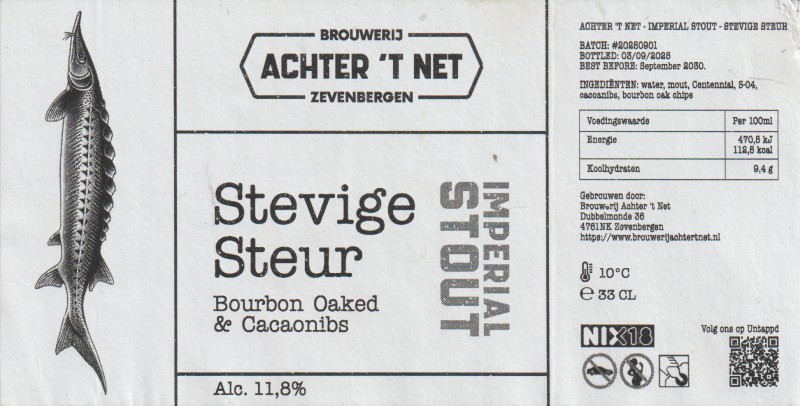 BROUWERIJ
ACHTER 'T NET
ZEVENBERGEN
Stevige
Steur
Bourbon Oaked
& Cacaonibs
IMPERIAL
STOUT
Alc. 11,8%
ACHTER 'T NET - IMPERIAL STOUT - STEVIGE STEUR
BATCH: #20250901
BOTTLED: 03/09/2025
BEST BEFORE: September 2030.
INGEDIËNTEN: water, mout, Centennial, S-04,
cacoanibs, bourbon oak chips
Voedingswaarde Per 100ml
Energie 470,5 kJ
112,5 kcal
Koolhydraten 9,4 g
Gebrouwen door:
Brouwerij Achter 't Net
Dubbelmonde 36
4761NK Zevenbergen
https://www.brouwerijachtertnet.nl
10°C
℮ 33 CL
NIX18
Volg ons op Untappd